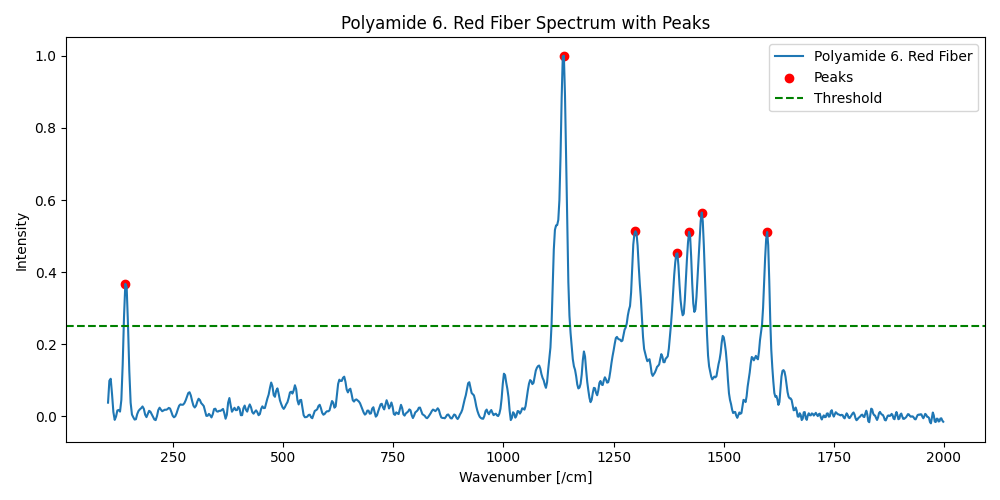 Polyamide 6. Red Fiber Spectrum with Peaks
Polyamide 6. Red Fiber
Peaks
Threshold
Intensity
1.0
0.8
0.6
0.4
0.2
0.0
250 500 750 1000 1250 1500 1750 2000
Wavenumber [/cm]